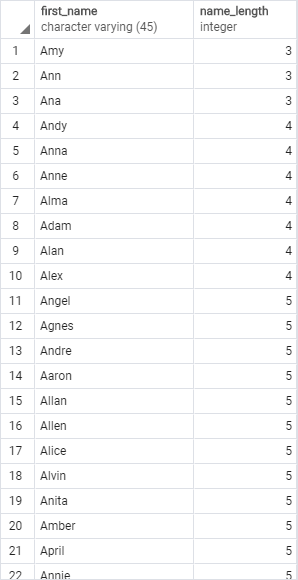 first_name name_length
character varying (45) integer
1 Amy 3
2 Ann 3
3 Ana 3
4 Andy 4
5 Anna 4
6 Anne 4
7 Alma 4
8 Adam 4
9 Alan 4
10 Alex 4
11 Angel 5
12 Agnes 5
13 Andre 5
14 Aaron 5
15 Allan 5
16 Allen 5
17 Alice 5
18 Alvin 5
19 Anita 5
20 Amber 5
21 April 5
22 Annie 5